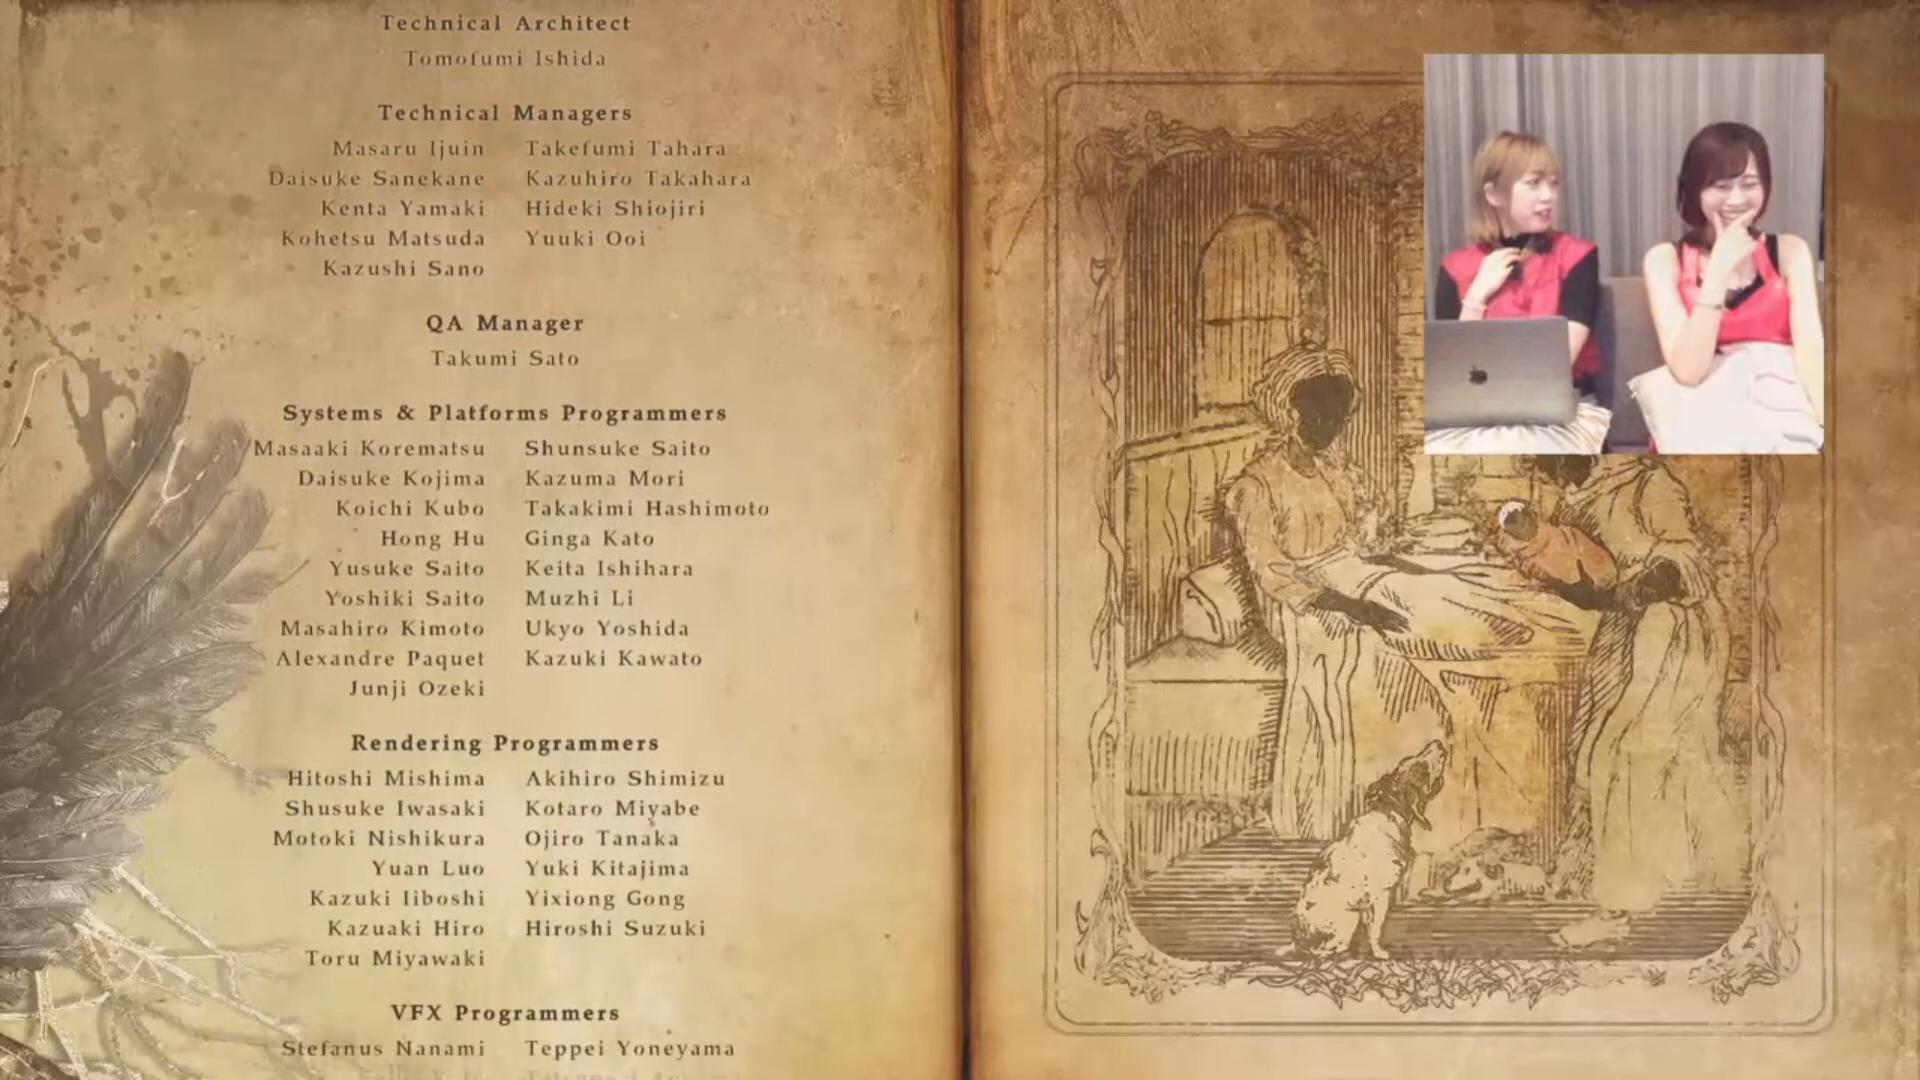 Technical Architect
Tomofumi Ishida
Technical Managers
Masaru Ijuin Takefumi Tahara
Daisuke Sanekane Kazuhiro Takahara
Kenta Yamaki Hideki Shiojiri
Kohetsu Matsuda Yuuki Ooi
Kazushi Sano
QA Manager
Takumi Sato
Systems & Platforms Programmers
Masaaki Korematsu Shunsuke Saito
Daisuke Kojima Kazuma Mori
Koichi Kubo Takakimi Hashimoto
Hong Hu Ginga Kato
Yusuke Saito Keita Ishihara
Yoshiki Saito Muzhi Li
Masahiro Kimoto Ukyo Yoshida
Alexandre Paquet Kazuki Kawato
Junji Ozeki
Rendering Programmers
Hitoshi Mishima Akihiro Shimizu
Shusuke Iwasaki Kotaro Miyabe
Motoki Nishikura Ojiro Tanaka
Yuan Luo Yuki Kitajima
Kazuki Iiboshi Yixiong Gong
Kazuaki Hiro Hiroshi Suzuki
Toru Miyawaki
VFX Programmers
Stefanus Nanami Teppei Yoneyama